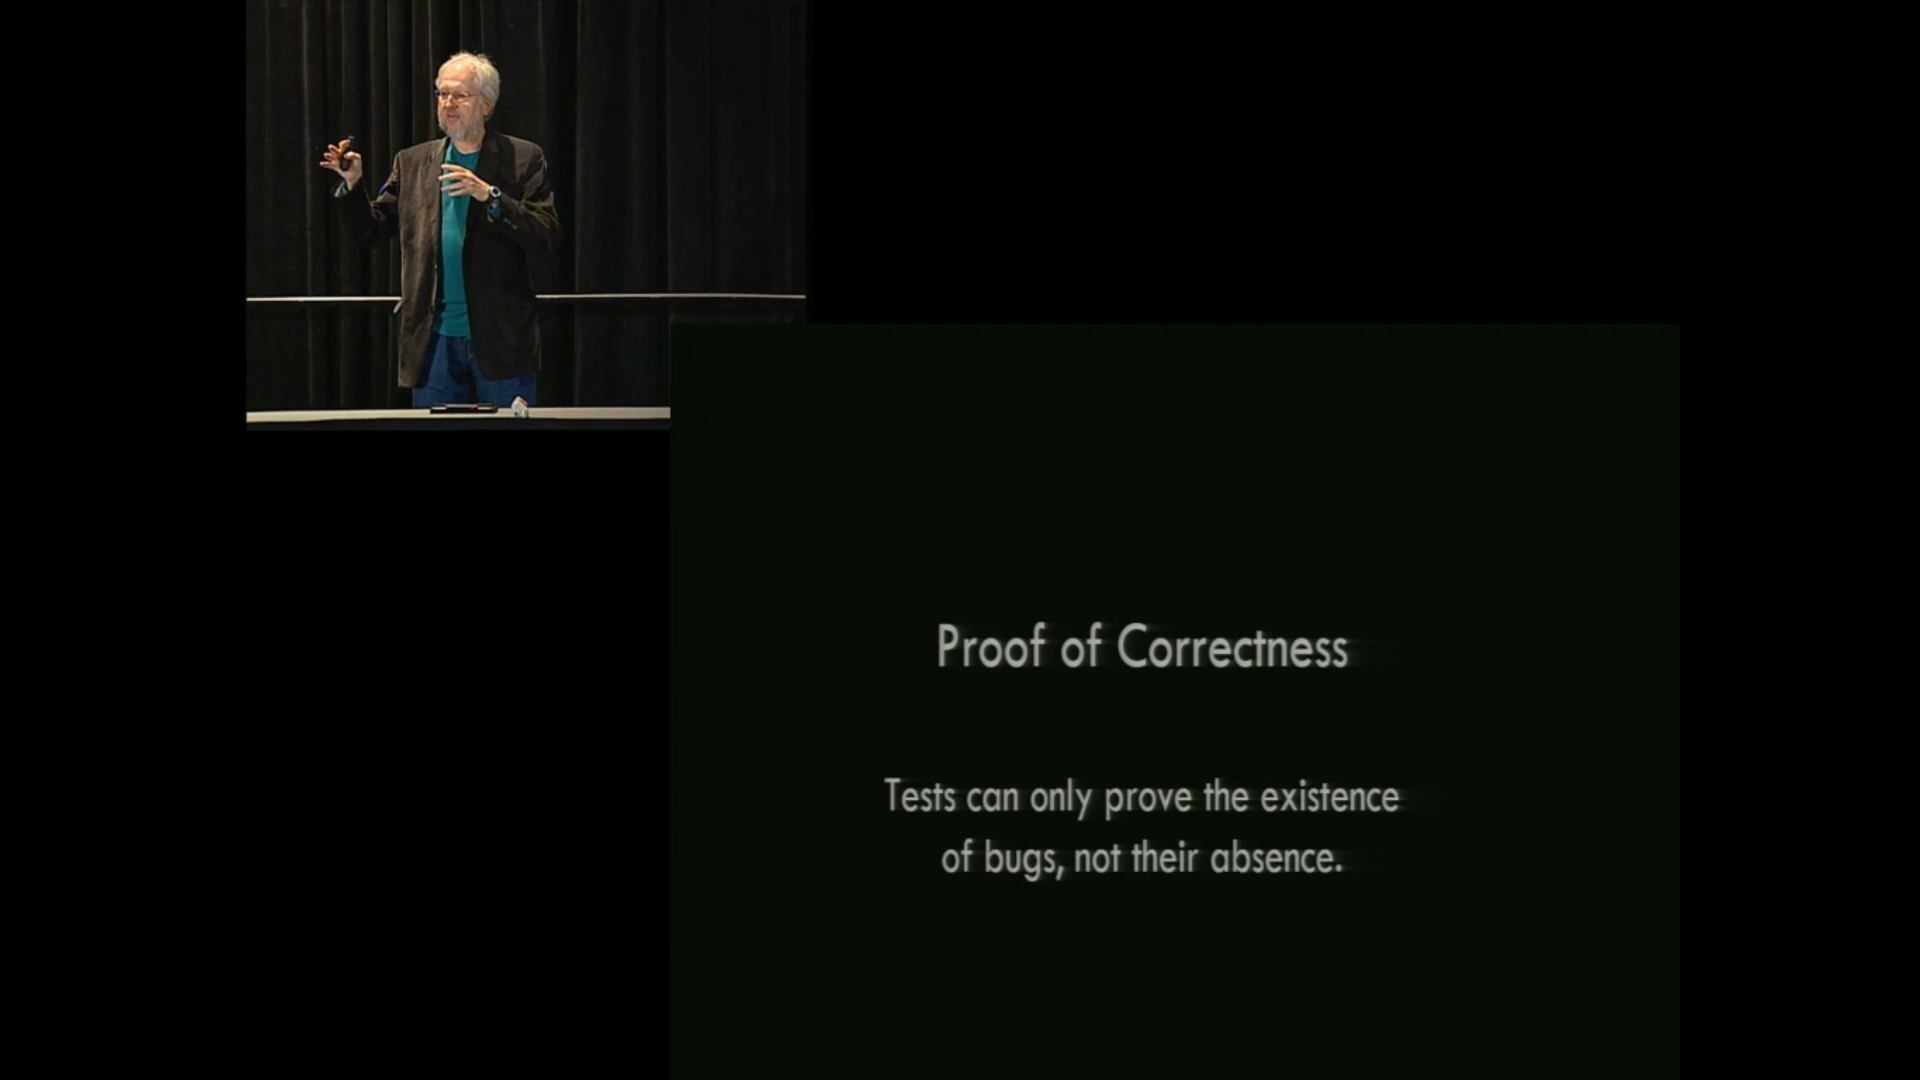 Proof of Correctness
Tests can only prove the existence
of bugs, not their absence.